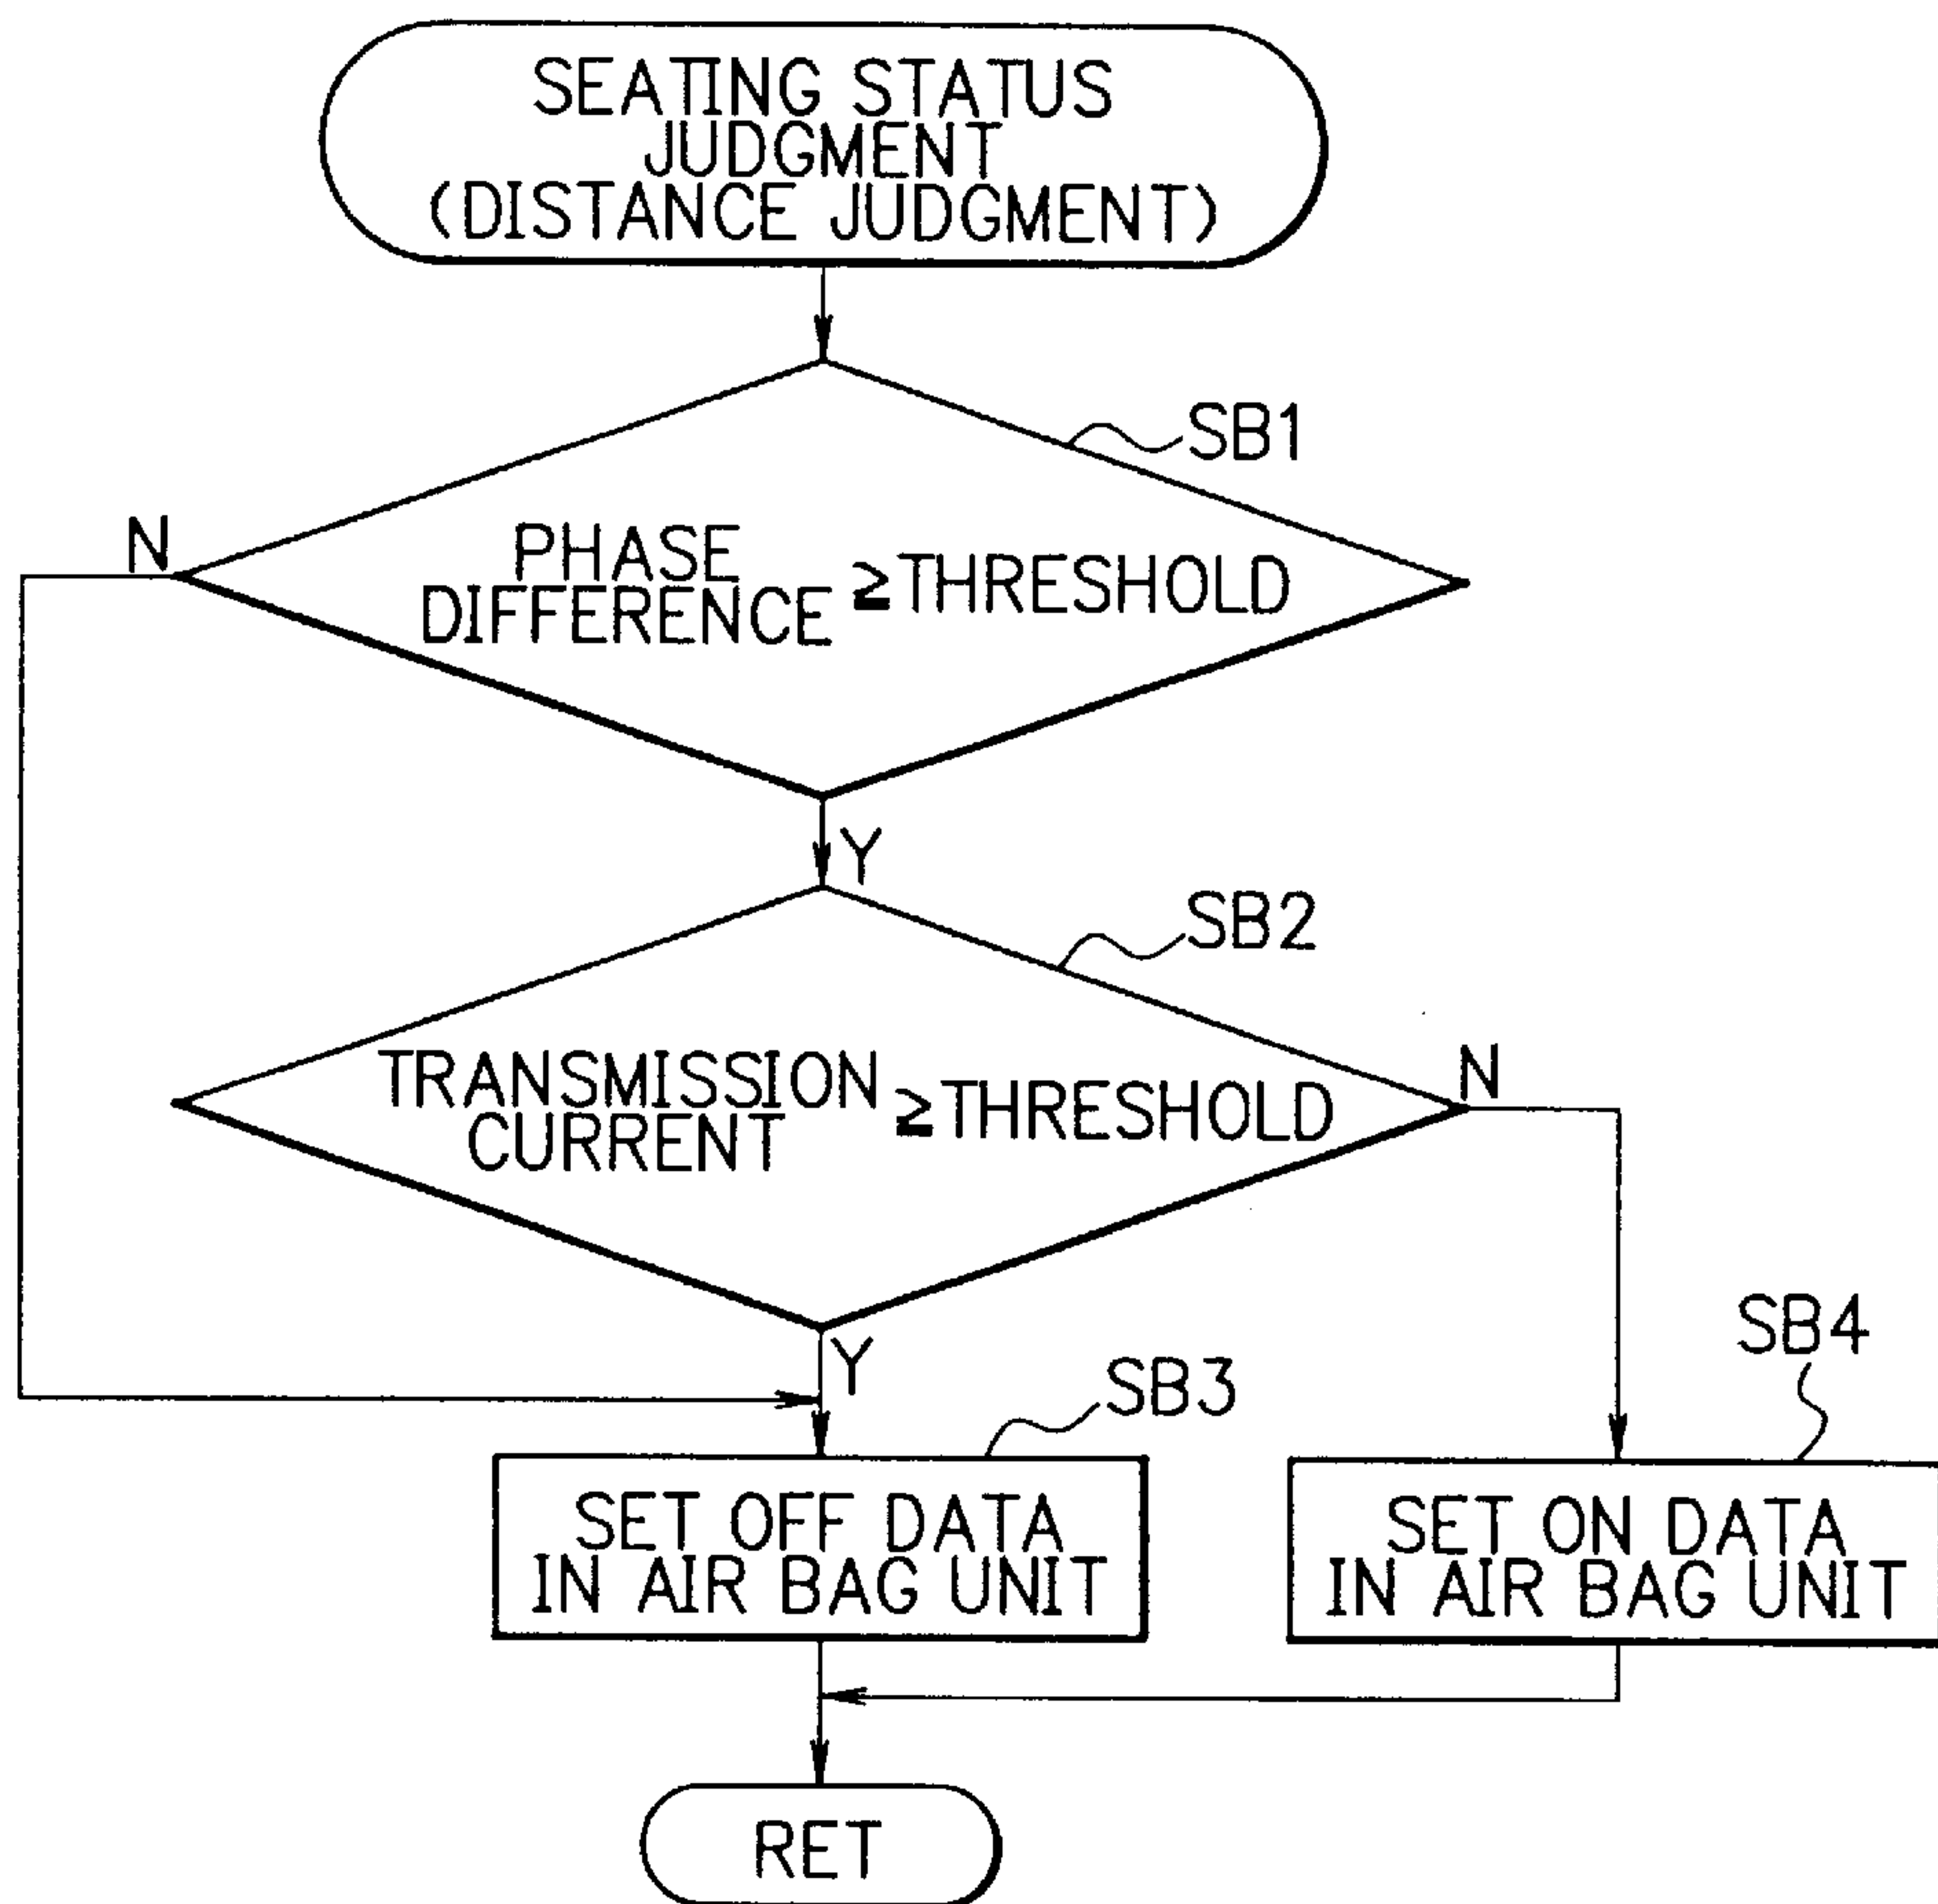 SEATING STATUS
JUDGMENT
(DISTANCE JUDGMENT)
SB1
N
PHASE
DIFFERENCE ≥THRESHOLD
Y
SB2
N
TRANSMISSION
CURRENT ≥THRESHOLD
Y
SB3
SB4
SET OFF DATA
IN AIR BAG UNIT
SET ON DATA
IN AIR BAG UNIT
RET